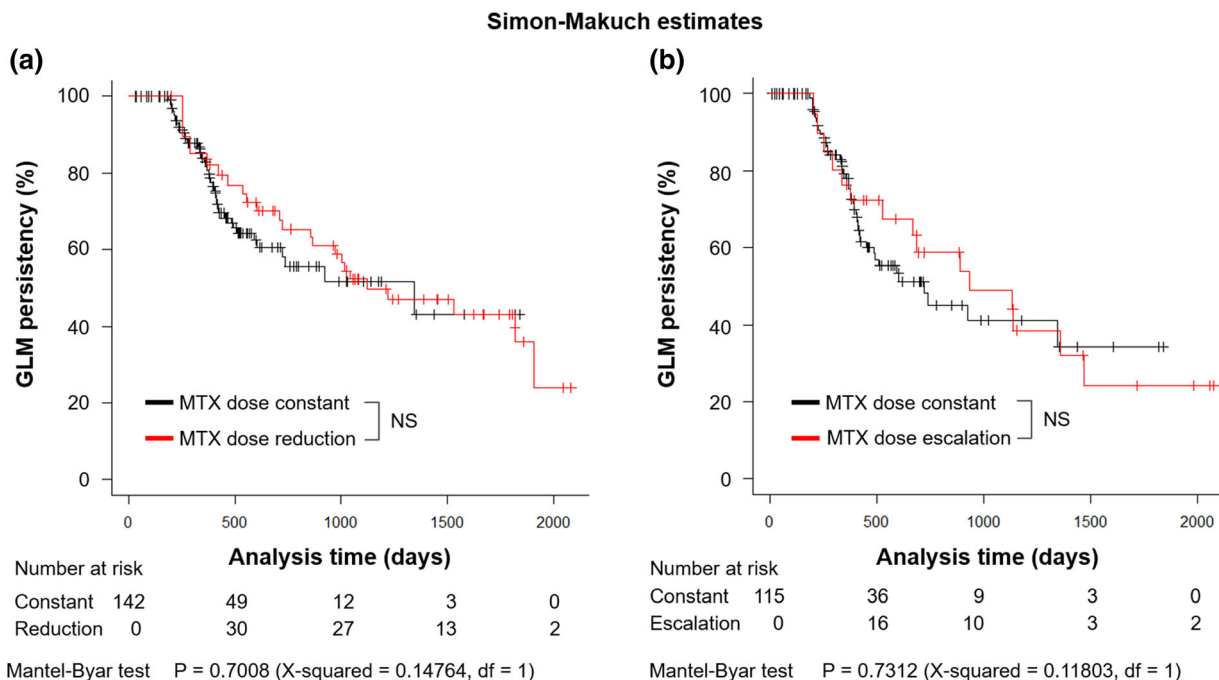 Simon-Makuch estimates
(a)
GLM persistency (%)
100
80
60
40
20
0
MTX dose constant
MTX dose reduction
NS
0 500 1000 1500 2000
Analysis time (days)
Number at risk
Constant 142 49 12 3 0
Reduction 0 30 27 13 2
Mantel-Byar test P = 0.7008 (X-squared = 0.14764, df = 1)
(b)
GLM persistency (%)
100
80
60
40
20
0
MTX dose constant
MTX dose escalation
NS
0 500 1000 1500 2000
Analysis time (days)
Number at risk
Constant 115 36 9 3 0
Escalation 0 16 10 3 2
Mantel-Byar test P = 0.7312 (X-squared = 0.11803, df = 1)